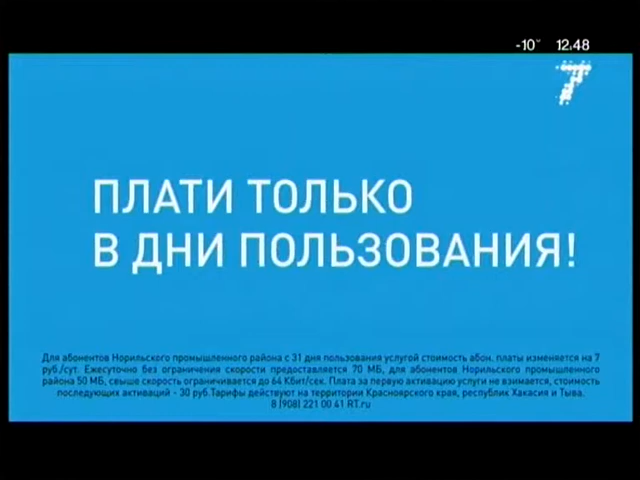 -10° 12.48
7
ПЛАТИ ТОЛЬКО
В ДНИ ПОЛЬЗОВАНИЯ!
Для абонентов Норильского промышленного района с 31 дня пользования услугой стоимость абон. платы изменяется на 7
руб./сут. Ежесуточно без ограничения скорости предоставляется 70 МБ, для абонентов Норильского промышленного
района 50 МБ, свыше скорость ограничивается до 64 Кбит/сек. Плата за первую активацию услуги не взимается, стоимость
последующих активаций - 30 руб.Тарифы действуют на территории Красноярского края, республик Хакасия и Тыва.
8 (908) 221 00 41 RT.ru